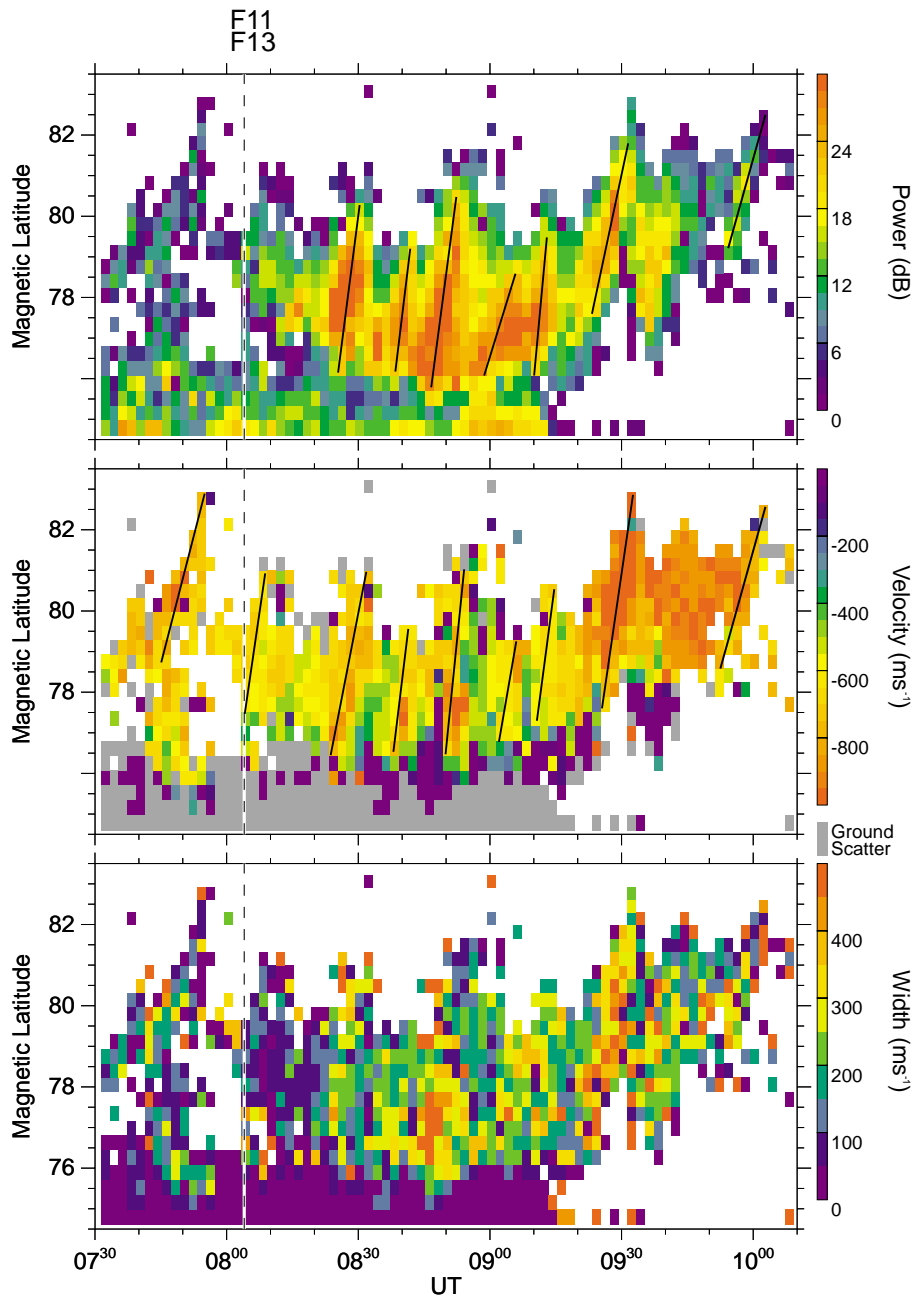 F11
F13
82
80
78
Magnetic Latitude
24
18
12
6
0
Power (dB)
82
80
78
Magnetic Latitude
-200
-400
-600
-800
Velocity (ms⁻¹)
Ground
Scatter
82
80
78
76
Magnetic Latitude
400
300
200
100
0
Width (ms⁻¹)
07³⁰ 08⁰⁰ 08³⁰ 09⁰⁰ 09³⁰ 10⁰⁰
UT